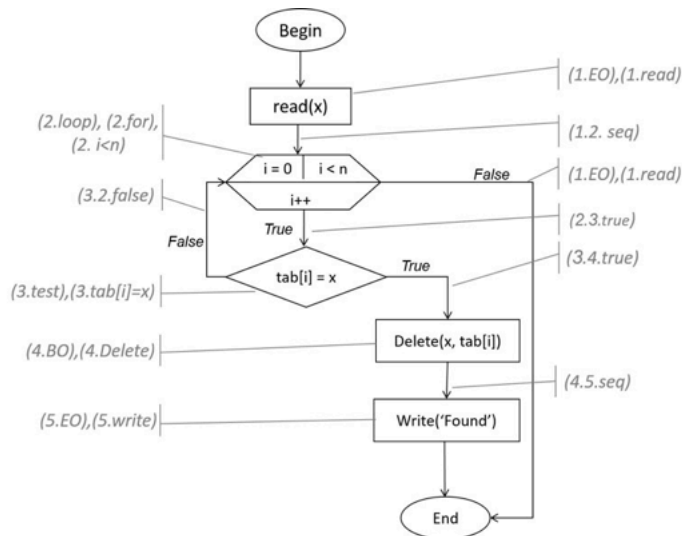 Begin
(1.EO),(1.read)
read(x)
(2.loop), (2.for),
(2. i<n)
(1.2. seq)
i = 0 i < n
False
(1.EO),(1.read)
(3.2.false)
i++
(2.3.true)
False
True
(3.4.true)
True
tab[i] = x
(3.test),(3.tab[i]=x)
Delete(x, tab[i])
(4.BO),(4.Delete)
(4.5.seq)
(5.EO),(5.write)
Write(‘Found’)
End